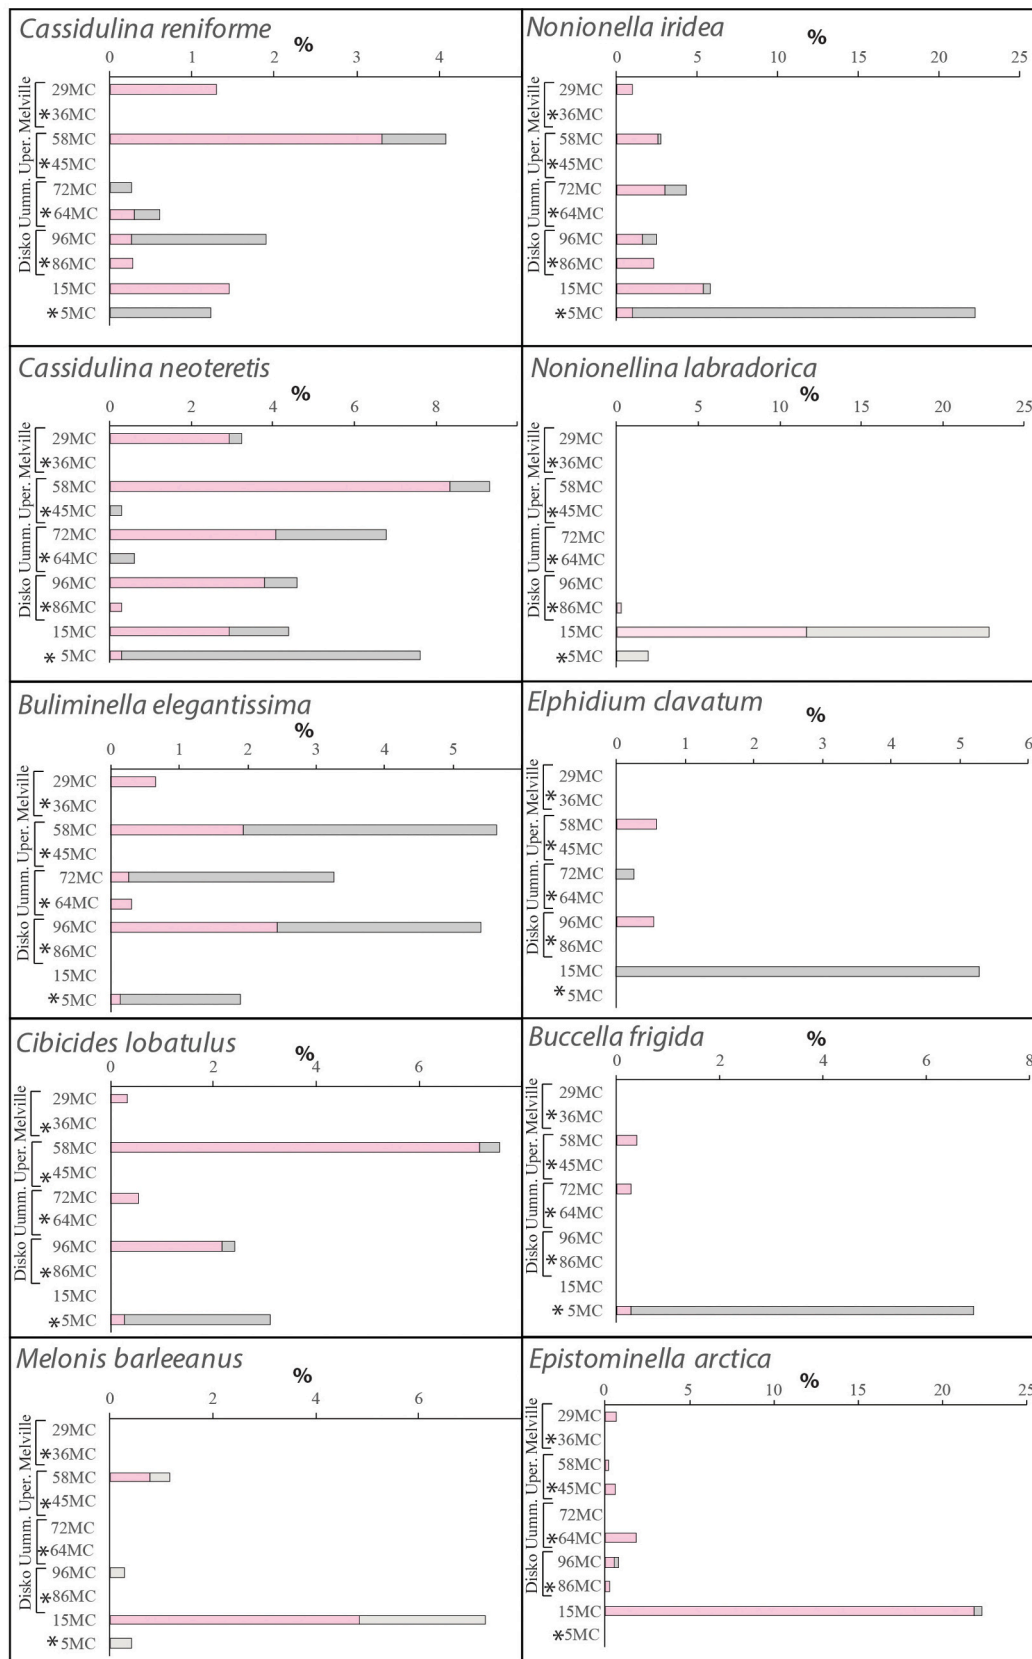 Cassidulina reniforme
%
0 1 2 3 4
Melville
29MC
*36MC
Uper.
58MC
*45MC
Uumm.
72MC
*64MC
Disko
96MC
*86MC
15MC
*5MC
Nonionella iridea
%
0 5 10 15 20 25
Melville
29MC
*36MC
Uper.
58MC
*45MC
Uumm.
72MC
*64MC
Disko
96MC
*86MC
15MC
*5MC
Cassidulina neoteretis
%
0 2 4 6 8
Melville
29MC
*36MC
Uper.
58MC
*45MC
Uumm.
72MC
*64MC
Disko
96MC
*86MC
15MC
*5MC
Nonionellina labradorica
%
0 5 10 15 20 25
Melville
29MC
*36MC
Uper.
58MC
*45MC
Uumm.
72MC
*64MC
Disko
96MC
*86MC
15MC
*5MC
Buliminella elegantissima
%
0 1 2 3 4 5
Melville
29MC
*36MC
Uper.
58MC
*45MC
Uumm.
72MC
*64MC
Disko
96MC
*86MC
15MC
*5MC
Elphidium clavatum
%
0 1 2 3 4 5 6
Melville
29MC
*36MC
Uper.
58MC
*45MC
Uumm.
72MC
*64MC
Disko
96MC
*86MC
15MC
*5MC
Cibicides lobatulus
%
0 2 4 6
Melville
29MC
*36MC
Uper.
58MC
*45MC
Uumm.
72MC
*64MC
Disko
96MC
*86MC
15MC
*5MC
Buccella frigida
%
0 2 4 6 8
Melville
29MC
*36MC
Uper.
58MC
*45MC
Uumm.
72MC
*64MC
Disko
96MC
*86MC
15MC
*5MC
Melonis barleeanus
%
0 2 4 6
Melville
29MC
*36MC
Uper.
58MC
*45MC
Uumm.
72MC
*64MC
Disko
96MC
*86MC
15MC
*5MC
Epistominella arctica
%
0 5 10 15 20 25
Melville
29MC
*36MC
Uper.
58MC
*45MC
Uumm.
72MC
*64MC
Disko
96MC
*86MC
15MC
*5MC